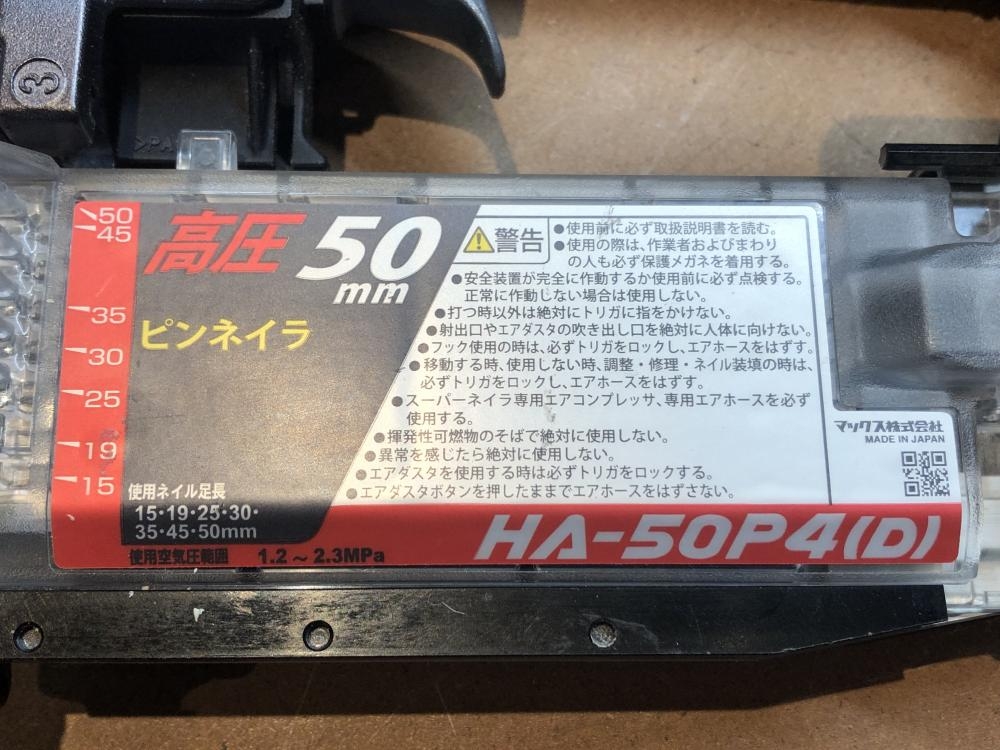 3
>PA
50
45
35
30
25
19
15
高圧 50
mm
ピンネイラ
使用ネイル足長
15・19・25・30・
35・45・50mm
使用空気圧範囲 1.2～2.3MPa
警告
●使用前に必ず取扱説明書を読む。
●使用の際は、作業者およびまわり
の人も必ず保護メガネを着用する。
●安全装置が完全に作動するか使用前に必ず点検する。
正常に作動しない場合は使用しない。
●打つ時以外は絶対にトリガに指をかけない。
●射出口やエアダスタの吹き出し口を絶対に人体に向けない。
●フック使用の時は、必ずトリガをロックし、エアホースをはずす。
●移動する時、使用しない時、調整・修理・ネイル装填の時は、
必ずトリガをロックし、エアホースをはずす。
●スーパーネイラ専用エアコンプレッサ、専用エアホースを必ず
使用する。
●揮発性可燃物のそばで絶対に使用しない。
●異常を感じたら絶対に使用しない。
●エアダスタを使用する時は必ずトリガをロックする。
●エアダスタボタンを押したままでエアホースをはずさない。
マックス株式会社
MADE IN JAPAN
HA-50P4(D)